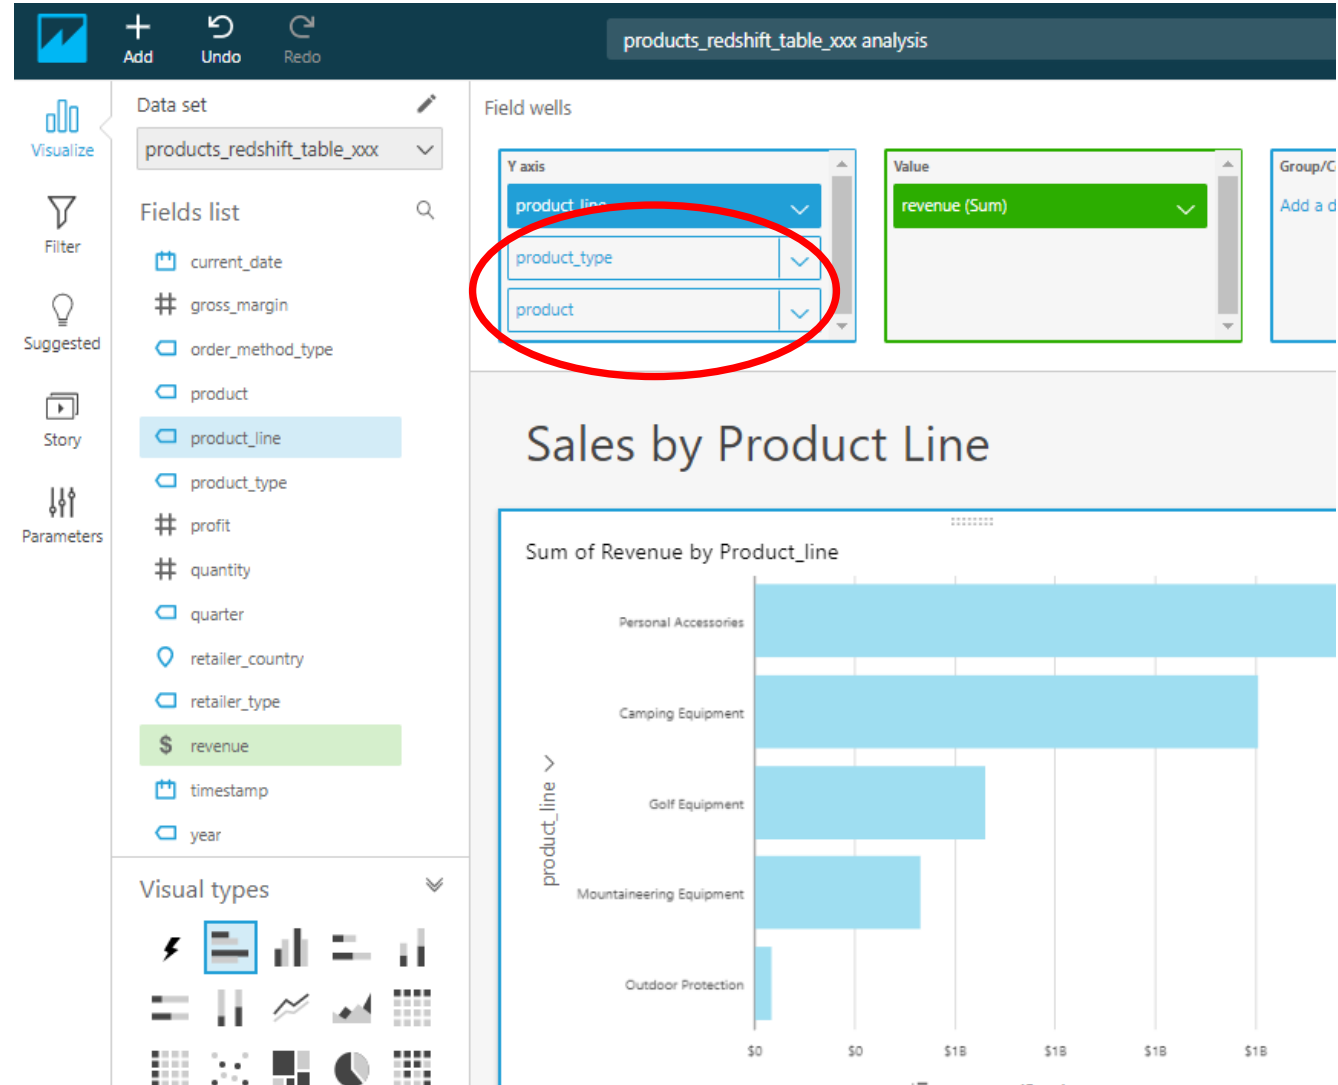 Add
Undo
Redo
products_redshift_table_xxx analysis
Visualize
Filter
Suggested
Story
Parameters
Data set
products_redshift_table_xxx
Fields list
current_date
gross_margin
order_method_type
product
product_line
product_type
profit
quantity
quarter
retailer_country
retailer_type
$ revenue
timestamp
year
Visual types
Field wells
Y axis
product_line
product_type
product
Value
revenue (Sum)
Group/C
Add a d
Sales by Product Line
Sum of Revenue by Product_line
product_line
Personal Accessories
Camping Equipment
Golf Equipment
Mountaineering Equipment
Outdoor Protection
$0 $0 $1B $1B $1B $1B